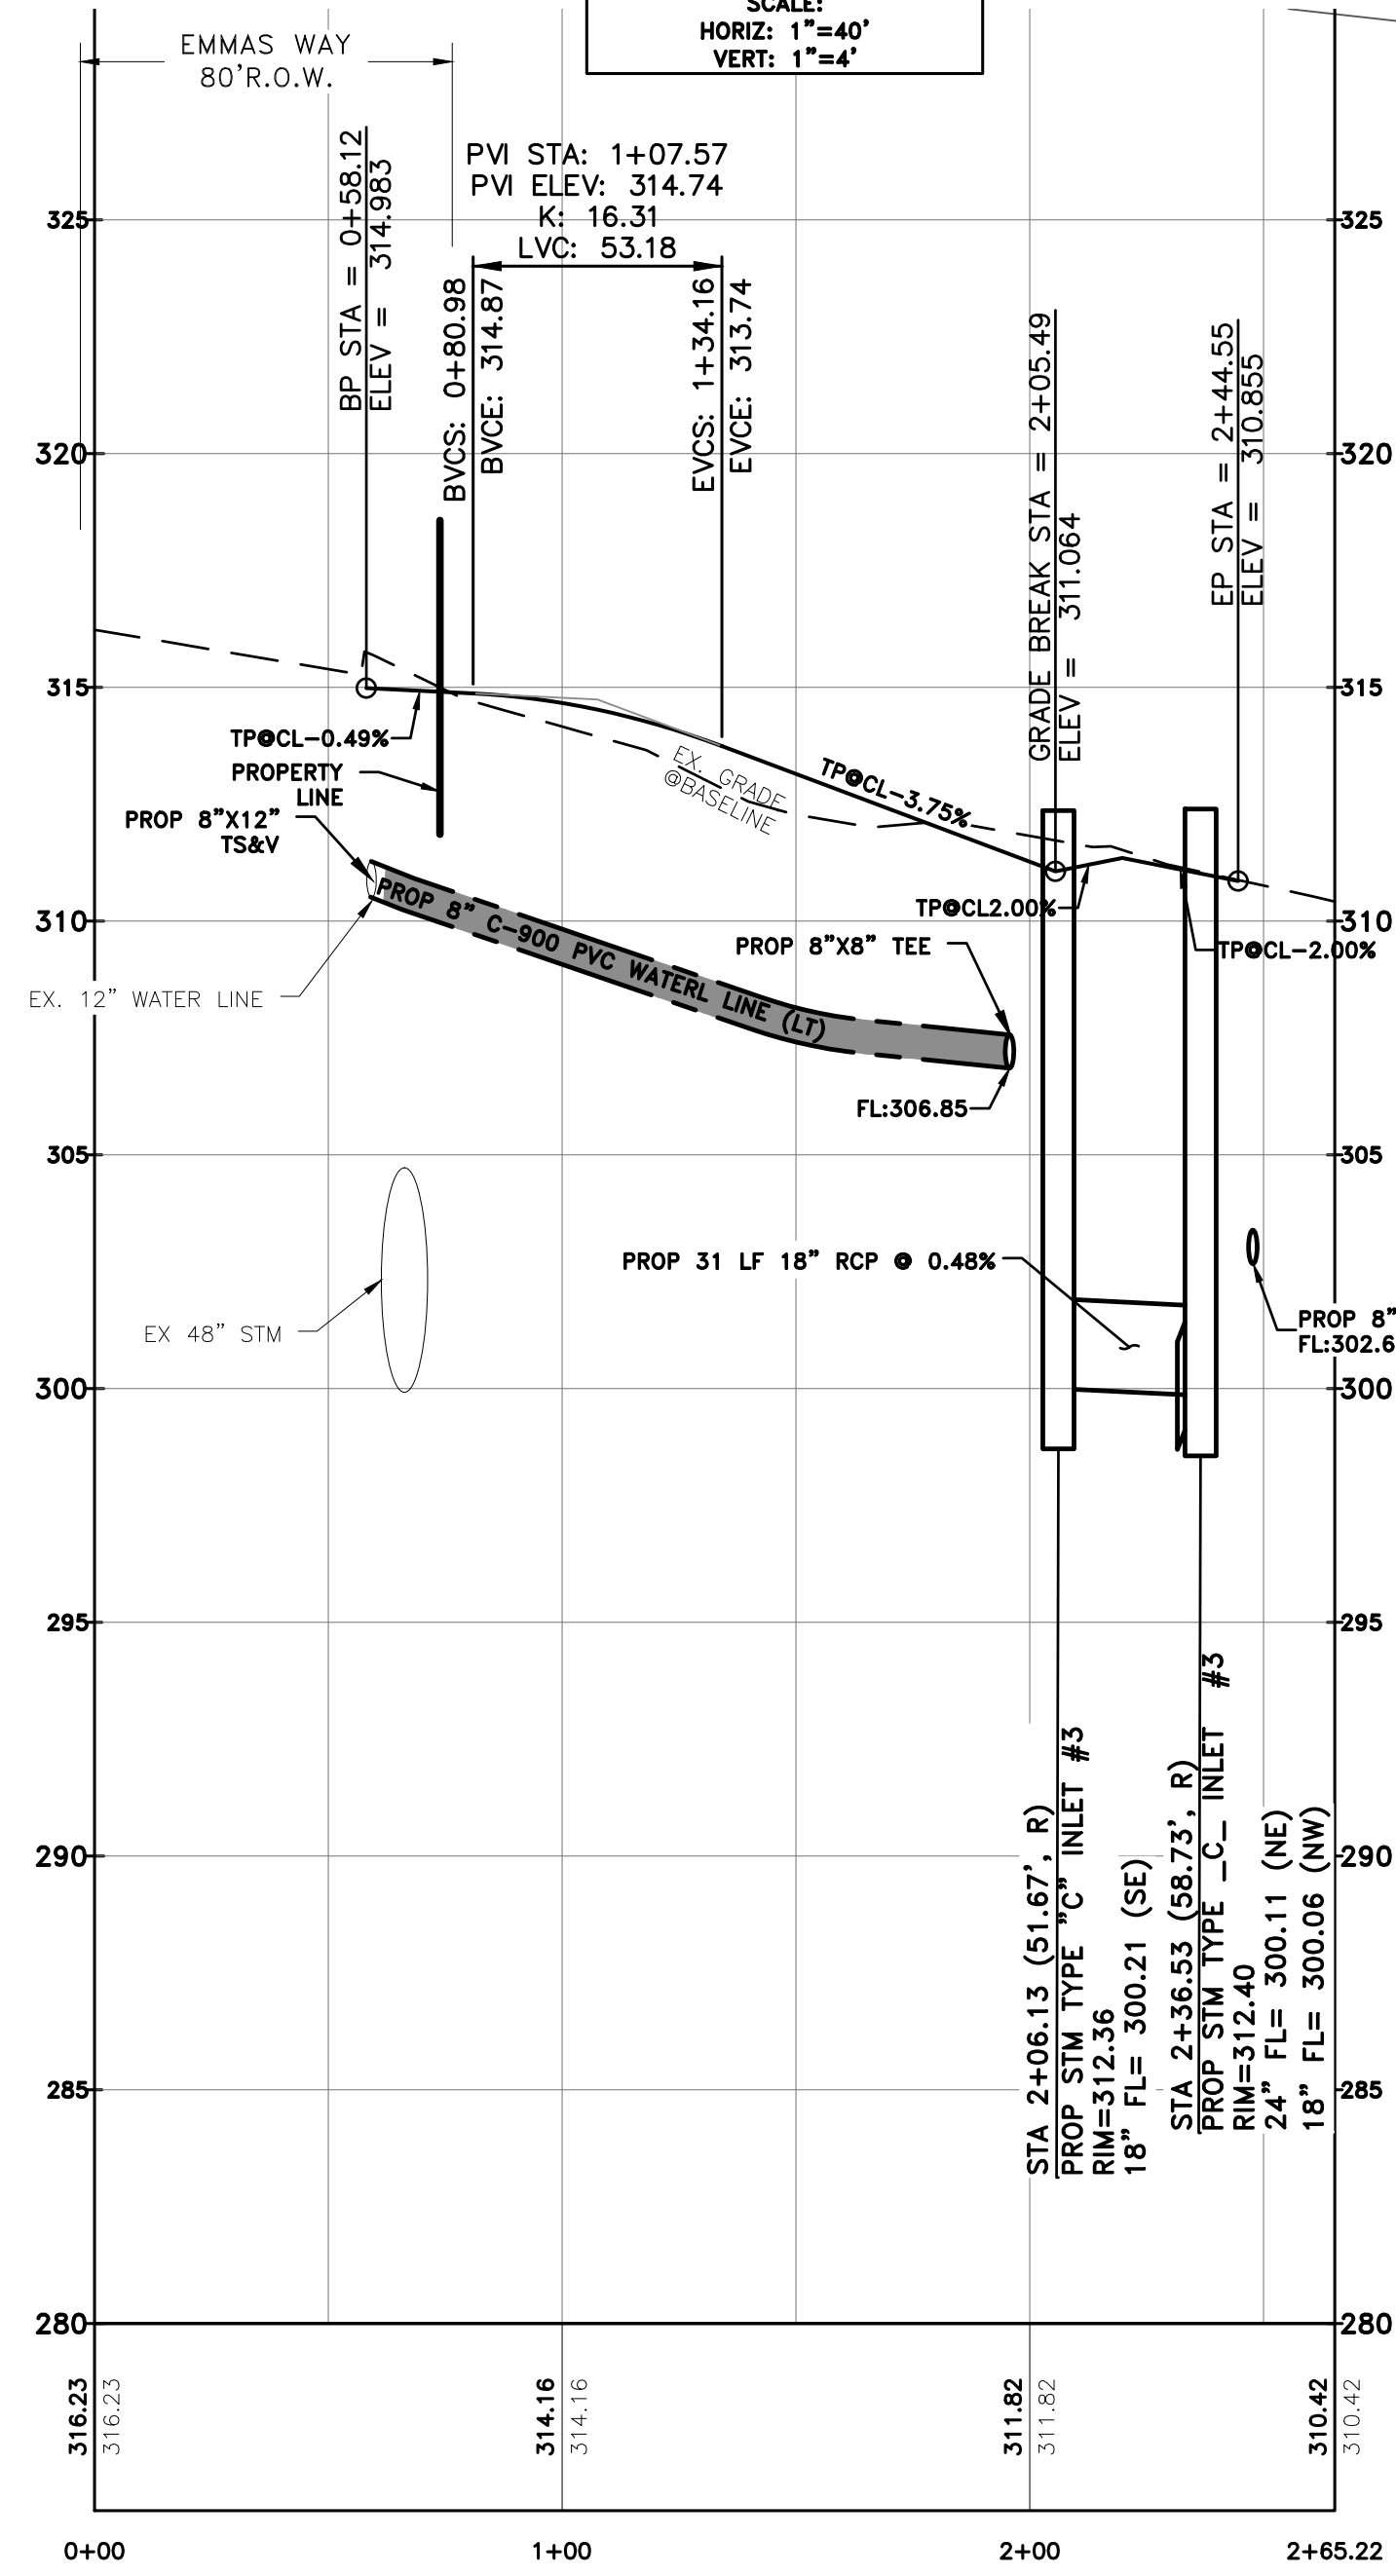 SCALE:
HORIZ: 1"=40'
VERT: 1"=4'
EMMAS WAY
80'R.O.W.
BP STA = 0+58.12
ELEV = 314.983
PVI STA: 1+07.57
PVI ELEV: 314.74
K: 16.31
LVC: 53.18
BVCS: 0+80.98
BVCE: 314.87
EVCS: 1+34.16
EVCE: 313.74
GRADE BREAK STA = 2+05.49
ELEV = 311.064
EP STA = 2+44.55
ELEV = 310.855
325
325
320
320
315
315
TP@CL-0.49%
PROPERTY
LINE
PROP 8"X12"
TS&V
EX. GRADE
@BASELINE
TP@CL-3.75%
TP@CL2.00%
TP@CL-2.00%
310
310
PROP 8" C-900 PVC WATERL LINE (LT)
PROP 8"X8" TEE
EX. 12" WATER LINE
FL:306.85
305
305
PROP 31 LF 18" RCP @ 0.48%
EX 48" STM
PROP 8"
FL:302.6
300
300
295
295
STA 2+06.13 (51.67', R)
PROP STM TYPE "C" INLET #3
RIM=312.36
18" FL= 300.21 (SE)
STA 2+36.53 (58.73', R)
PROP STM TYPE _C_ INLET #3
RIM=312.40
24" FL= 300.11 (NE)
18" FL= 300.06 (NW)
290
290
285
285
280
280
316.23
316.23
314.16
314.16
311.82
311.82
310.42
310.42
0+00
1+00
2+00
2+65.22